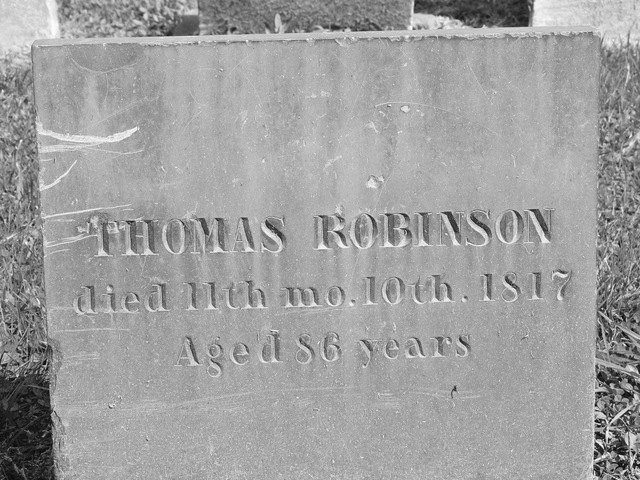 THOMAS ROBINSON
died 11th mo. 10th. 1817
Aged 86 years